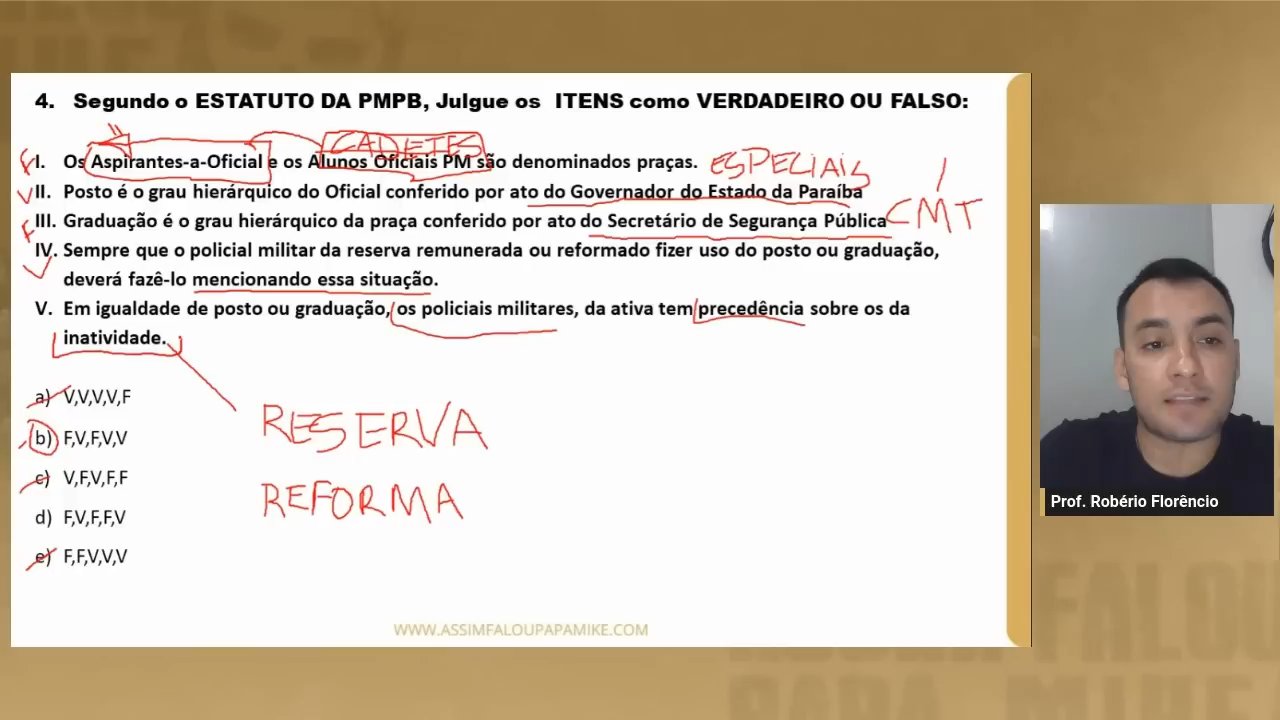 4. Segundo o ESTATUTO DA PMPB, Julgue os ITENS como VERDADEIRO OU FALSO:
CADETES
F I. Os Aspirantes-a-Oficial e os Alunos Oficiais PM são denominados praças. ESPECIAIS
V II. Posto é o grau hierárquico do Oficial conferido por ato do Governador do Estado da Paraíba
F III. Graduação é o grau hierárquico da praça conferido por ato do Secretário de Segurança Pública CMT
IV. Sempre que o policial militar da reserva remunerada ou reformado fizer uso do posto ou graduação,
deverá fazê-lo mencionando essa situação.
V. Em igualdade de posto ou graduação, os policiais militares, da ativa tem precedência sobre os da
inatividade.
a) V,V,V,V,F
b) F,V,F,V,V
RESERVA
c) V,F,V,F,F
REFORMA
d) F,V,F,F,V
e) F,F,V,V,V
WWW.ASSIMFALOUPAPAMIKE.COM
Prof. Robério Florêncio